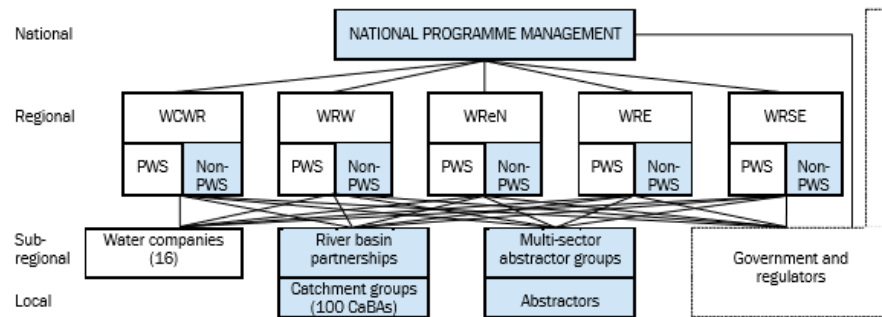 National
NATIONAL PROGRAMME MANAGEMENT
Regional
WCWR
WRW
WReN
WRE
WRSE
PWS
Non-
PWS
PWS
Non-
PWS
PWS
Non-
PWS
PWS
Non-
PWS
PWS
Non-
PWS
Sub-
regional
Water companies
(16)
River basin
partnerships
Multi-sector
abstractor groups
Government and
regulators
Local
Catchment groups
(100 CaBAs)
Abstractors